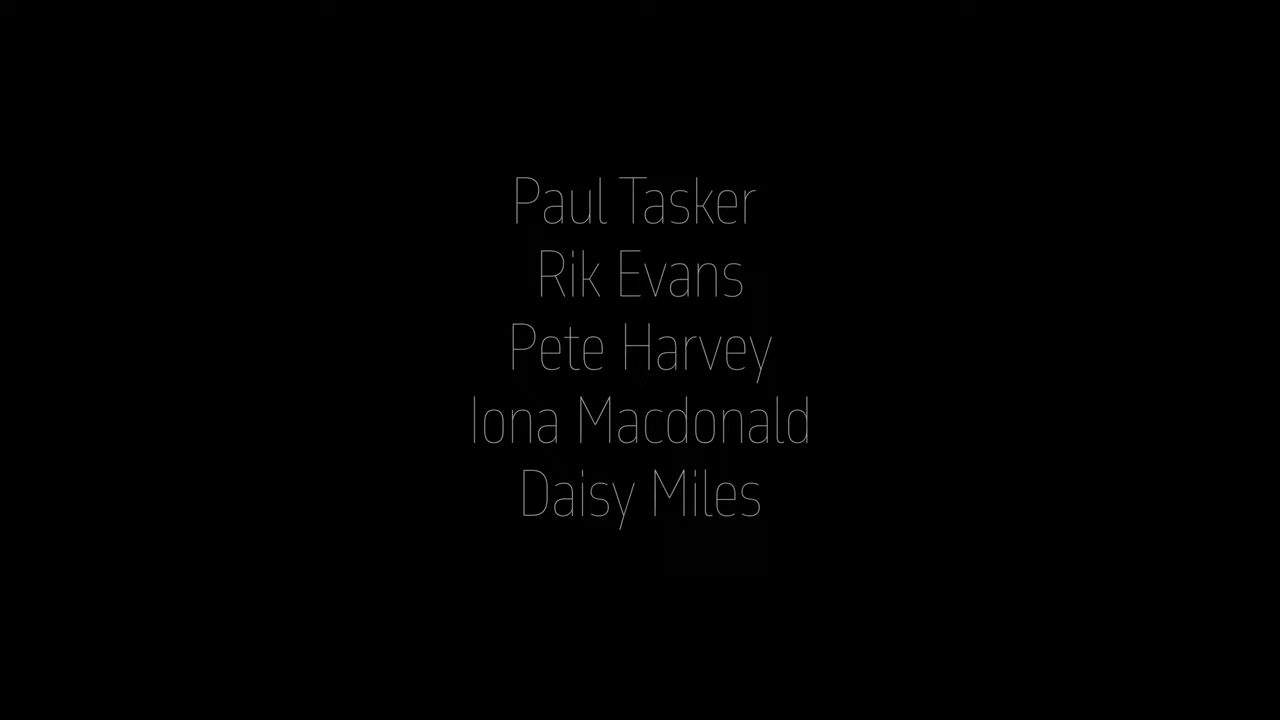 Paul Tasker
Rik Evans
Pete Harvey
Iona Macdonald
Daisy Miles